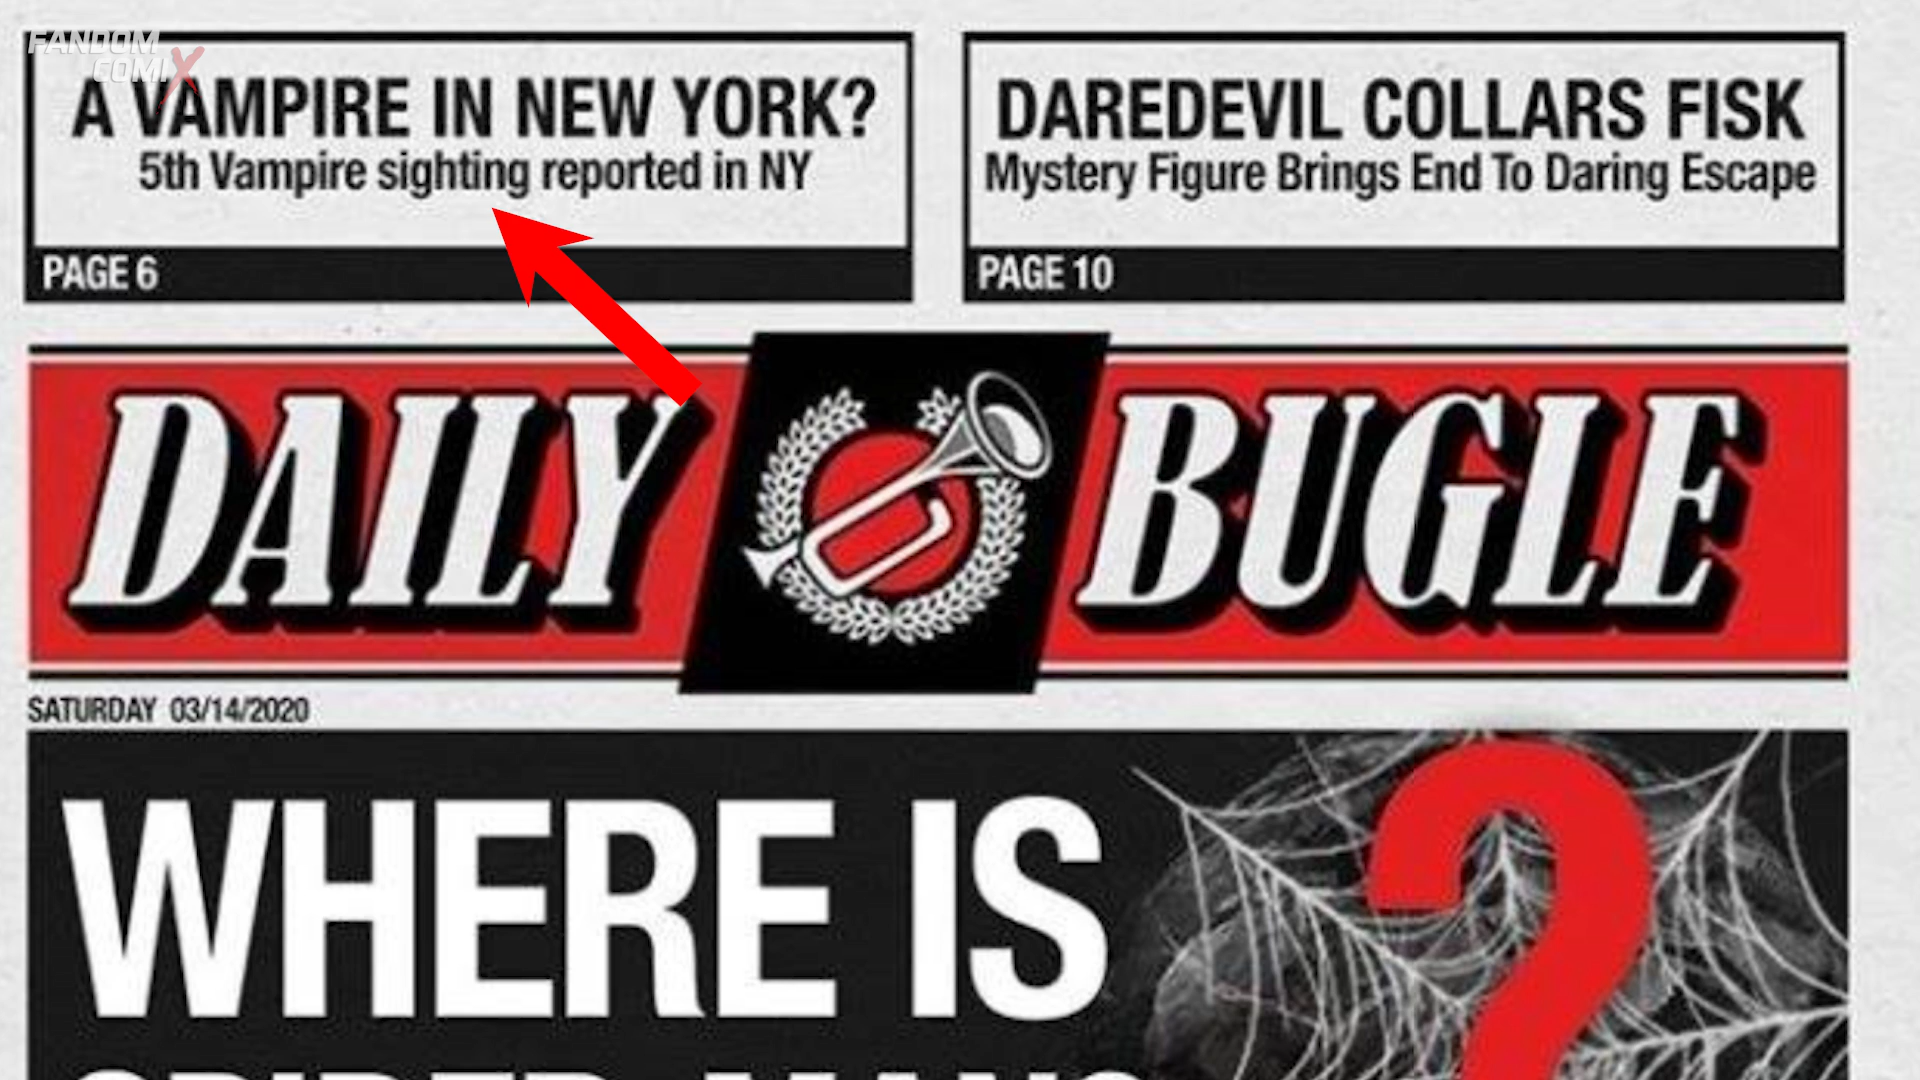 FANDOM
COMIX
A VAMPIRE IN NEW YORK?
5th Vampire sighting reported in NY
PAGE 6
DAREDEVIL COLLARS FISK
Mystery Figure Brings End To Daring Escape
PAGE 10
DAILY BUGLE
SATURDAY 03/14/2020
WHERE IS
?